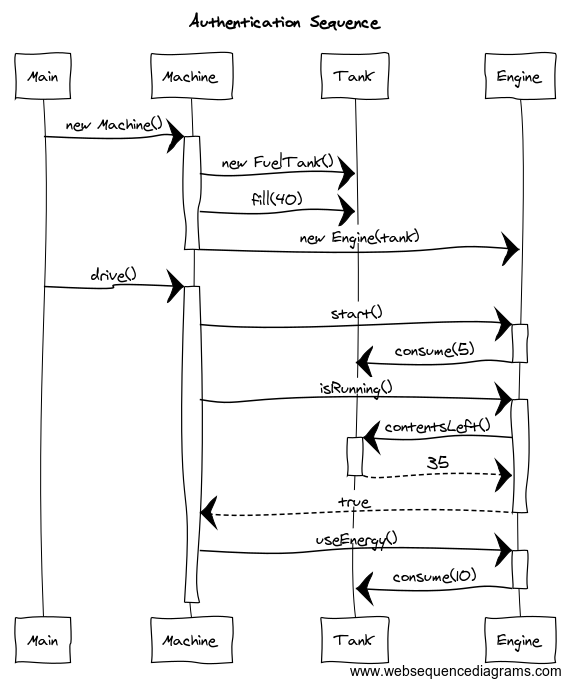 Authentication Sequence
Main Machine Tank Engine
new Machine()
new FuelTank()
fill(40)
new Engine(tank)
drive()
start()
consume(5)
isRunning()
contentsLeft()
35
true
useEnergy()
consume(10)
Main Machine Tank Engine
www.websequencediagrams.com